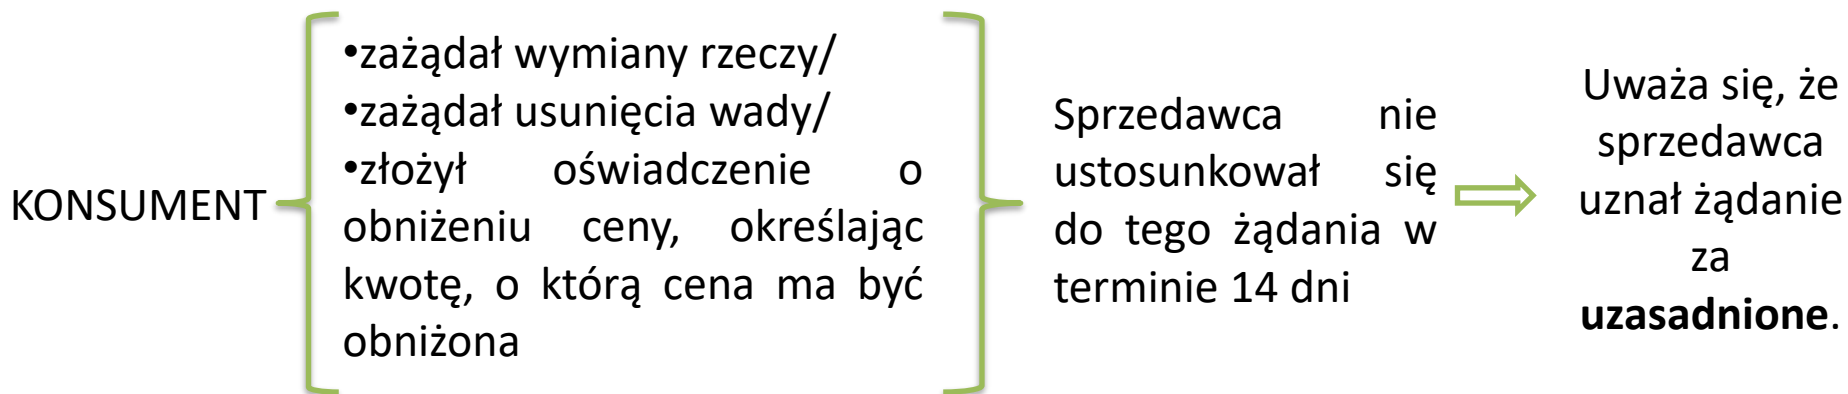 KONSUMENT
•zażądał wymiany rzeczy/
•zażądał usunięcia wady/
•złożył oświadczenie o
obniżeniu ceny, określając
kwotę, o którą cena ma być
obniżona
Sprzedawca nie
ustosunkował się
do tego żądania w
terminie 14 dni
Uważa się, że
sprzedawca
uznał żądanie
za
uzasadnione.